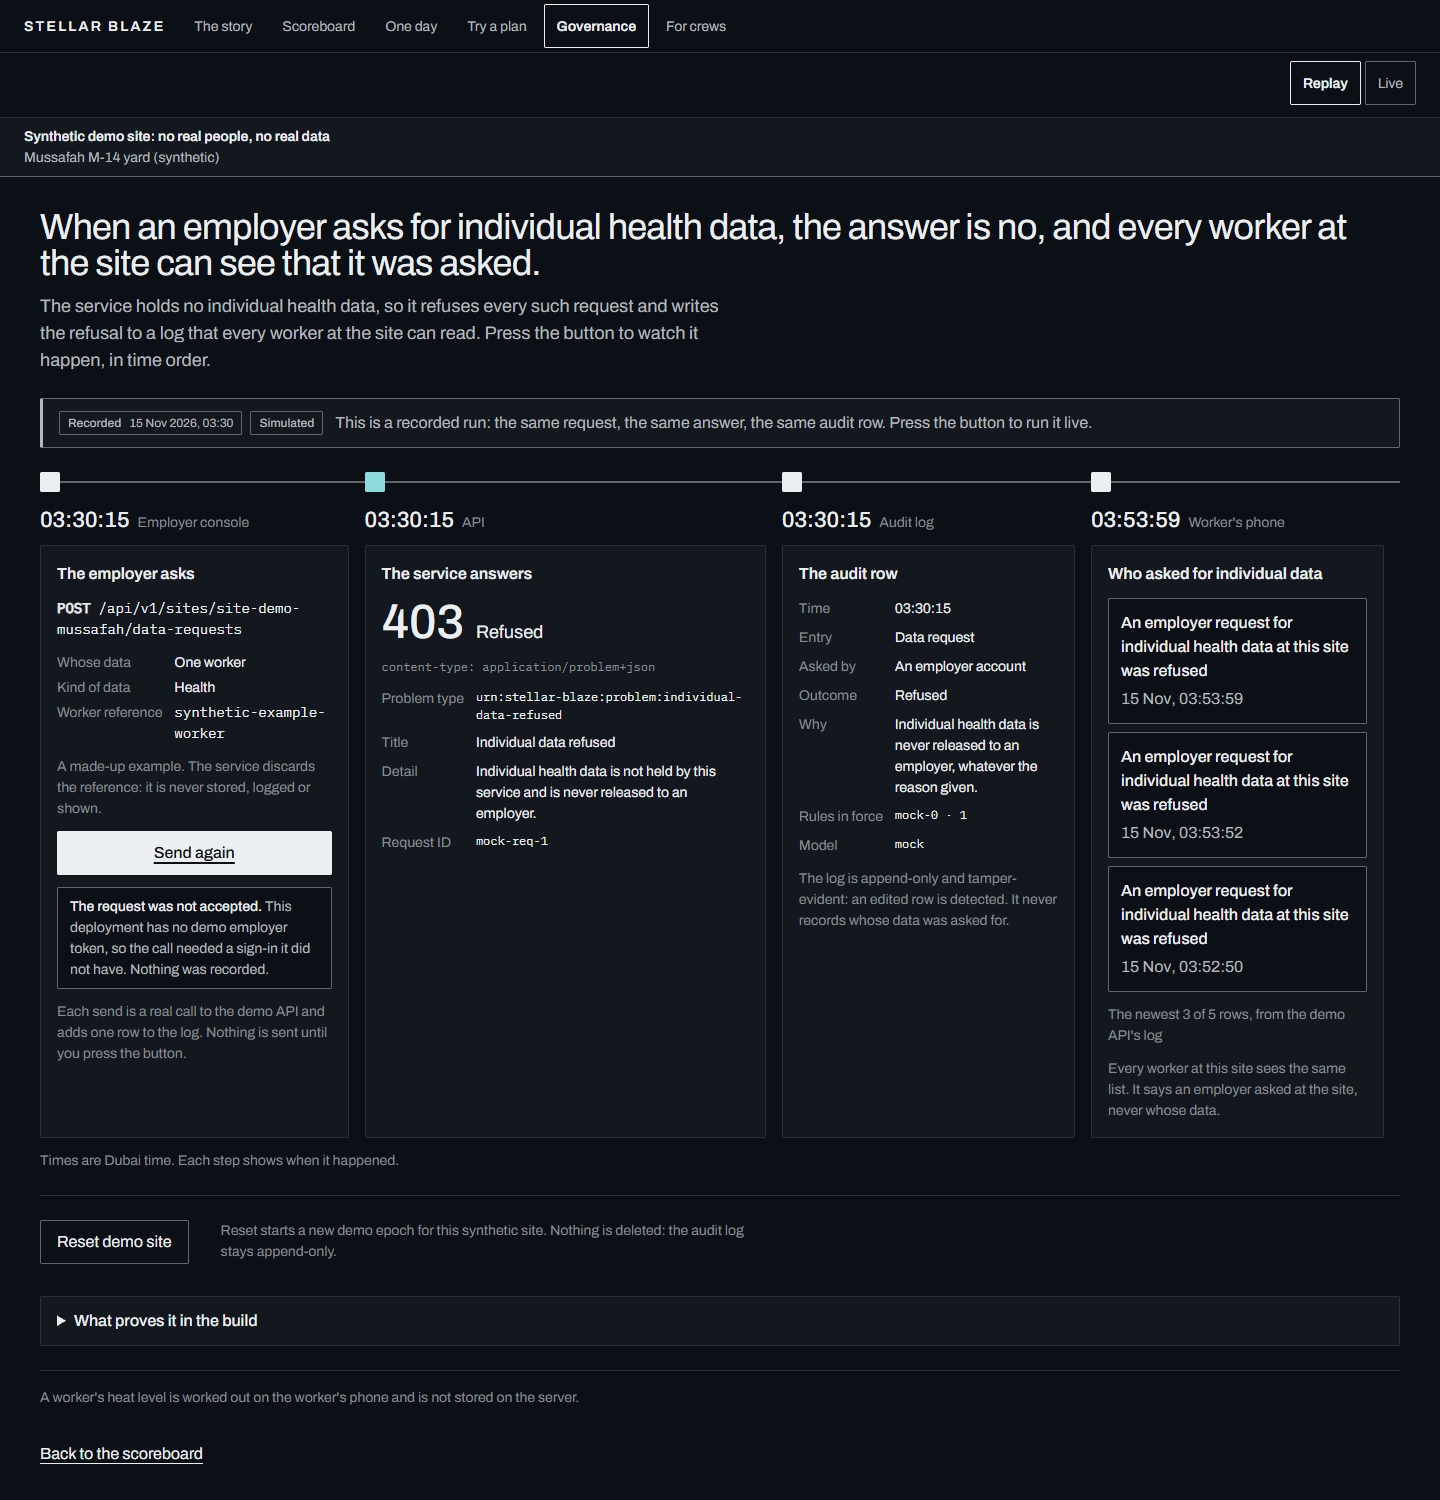 STELLAR BLAZE
The story
Scoreboard
One day
Try a plan
Governance
For crews
Replay
Live
Synthetic demo site: no real people, no real data
Mussafah M-14 yard (synthetic)
When an employer asks for individual health data, the answer is no, and every worker at
the site can see that it was asked.
The service holds no individual health data, so it refuses every such request and writes
the refusal to a log that every worker at the site can read. Press the button to watch it
happen, in time order.
Recorded 15 Nov 2026, 03:30
Simulated
This is a recorded run: the same request, the same answer, the same audit row. Press the button to run it live.
03:30:15 Employer console
The employer asks
POST /api/v1/sites/site-demo-
mussafah/data-requests
Whose data One worker
Kind of data Health
Worker reference synthetic-example-
worker
A made-up example. The service discards
the reference: it is never stored, logged or
shown.
Send again
The request was not accepted. This
deployment has no demo employer
token, so the call needed a sign-in it did
not have. Nothing was recorded.
Each send is a real call to the demo API and
adds one row to the log. Nothing is sent until
you press the button.
03:30:15 API
The service answers
403 Refused
content-type: application/problem+json
Problem type urn:stellar-blaze:problem:individual-
data-refused
Title Individual data refused
Detail Individual health data is not held by this
service and is never released to an
employer.
Request ID mock-req-1
03:30:15 Audit log
The audit row
Time 03:30:15
Entry Data request
Asked by An employer account
Outcome Refused
Why Individual health data is
never released to an
employer, whatever the
reason given.
Rules in force mock-0 · 1
Model mock
The log is append-only and tamper-
evident: an edited row is detected. It never
records whose data was asked for.
03:53:59 Worker's phone
Who asked for individual data
An employer request for
individual health data at this site
was refused
15 Nov, 03:53:59
An employer request for
individual health data at this site
was refused
15 Nov, 03:53:52
An employer request for
individual health data at this site
was refused
15 Nov, 03:52:50
The newest 3 of 5 rows, from the demo
API's log
Every worker at this site sees the same
list. It says an employer asked at the site,
never whose data.
Times are Dubai time. Each step shows when it happened.
Reset demo site
Reset starts a new demo epoch for this synthetic site. Nothing is deleted: the audit log
stays append-only.
What proves it in the build
A worker's heat level is worked out on the worker's phone and is not stored on the server.
Back to the scoreboard